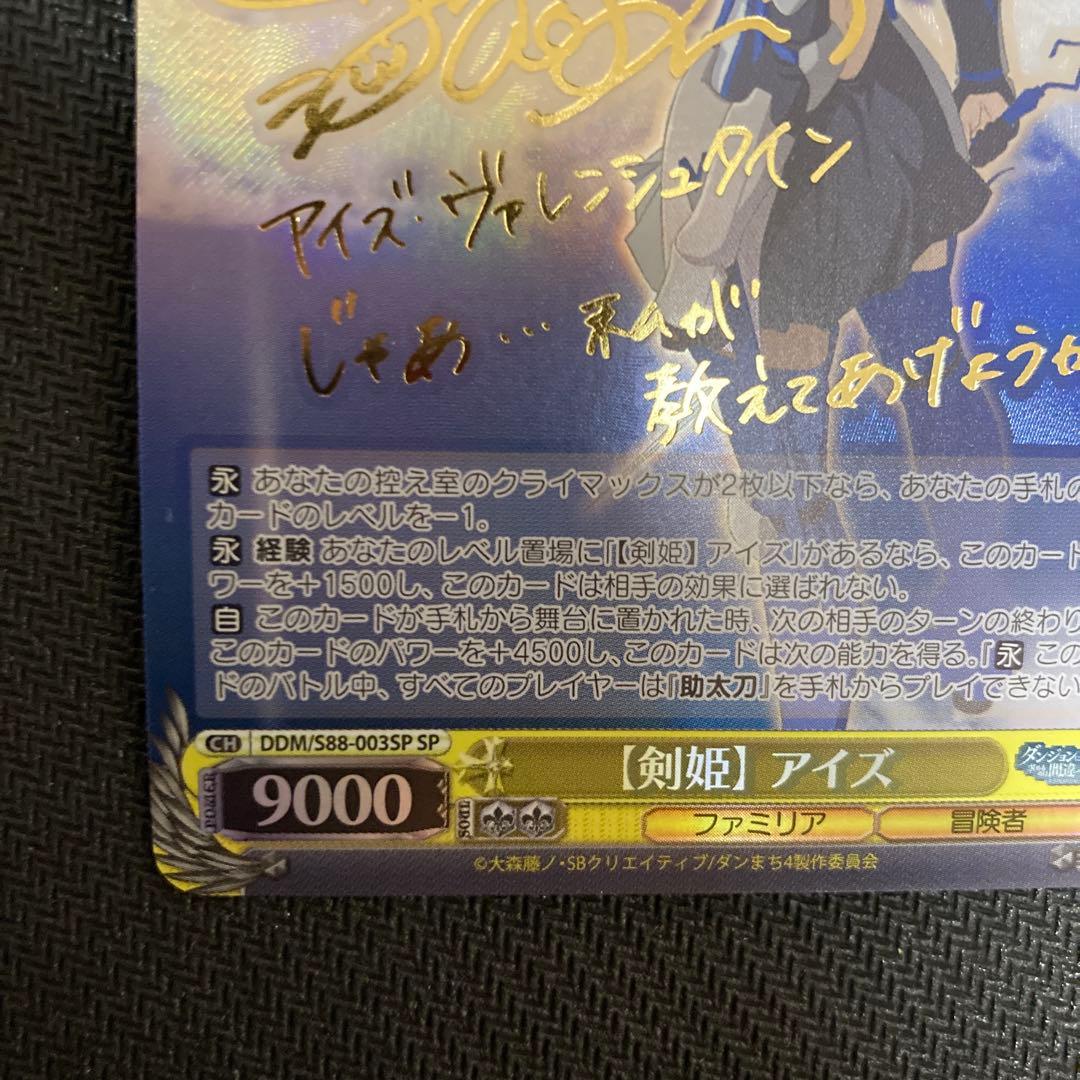 アイズ・ヴァレンシュタイン
じゃあ… 私が
教えてあげようか
永 あなたの控え室のクライマックスが2枚以下なら、あなたの手札の
カードのレベルを−1。
永 経験 あなたのレベル置場に「【剣姫】アイズ」があるなら、このカード
ワーを＋1500し、このカードは相手の効果に選ばれない。
自 このカードが手札から舞台に置かれた時、次の相手のターンの終わり
このカードのパワーを＋4500し、このカードは次の能力を得る。『永 この
ドのバトル中、すべてのプレイヤーは『助太刀』を手札からプレイできない
CH DDM/S88-003SP SP
【剣姫】アイズ
POWER 9000
SOUL
ファミリア
冒険者
©大森藤ノ・SBクリエイティブ/ダンまち4製作委員会